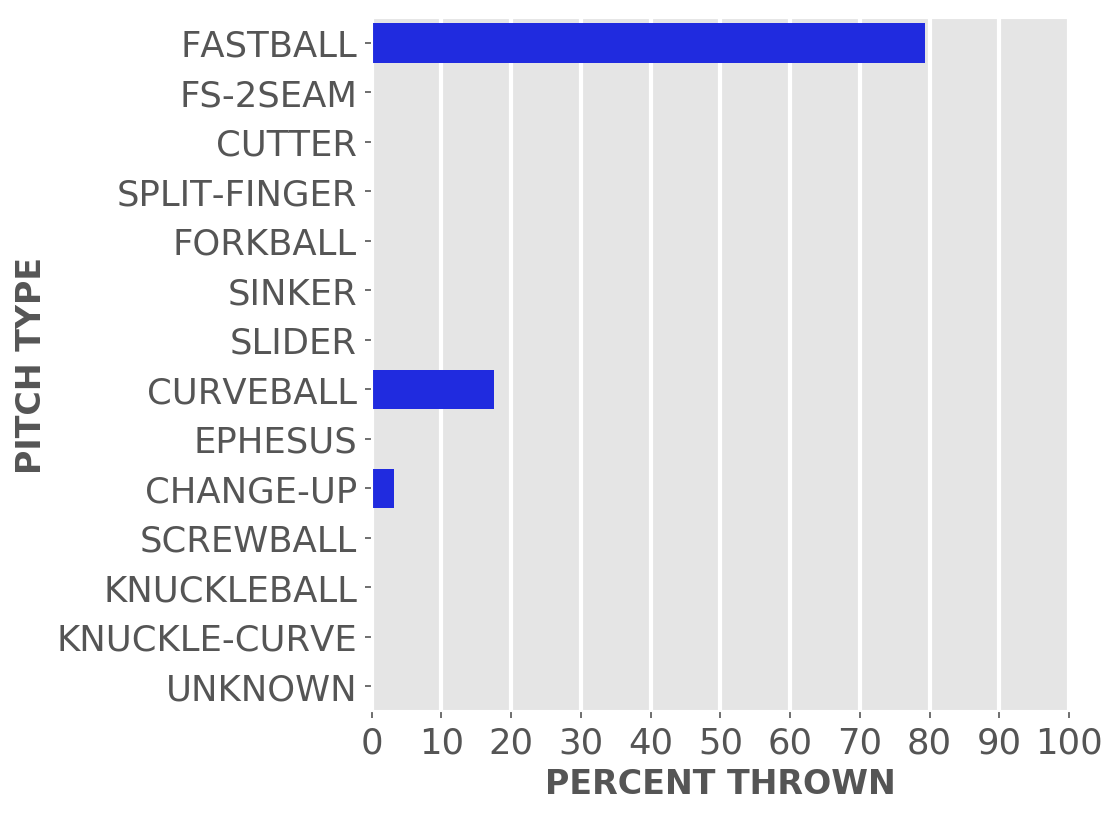 FASTBALL
FS-2SEAM
CUTTER
SPLIT-FINGER
FORKBALL
SINKER
SLIDER
CURVEBALL
EPHESUS
CHANGE-UP
SCREWBALL
KNUCKLEBALL
KNUCKLE-CURVE
UNKNOWN
PITCH TYPE
0 10 20 30 40 50 60 70 80 90 100
PERCENT THROWN